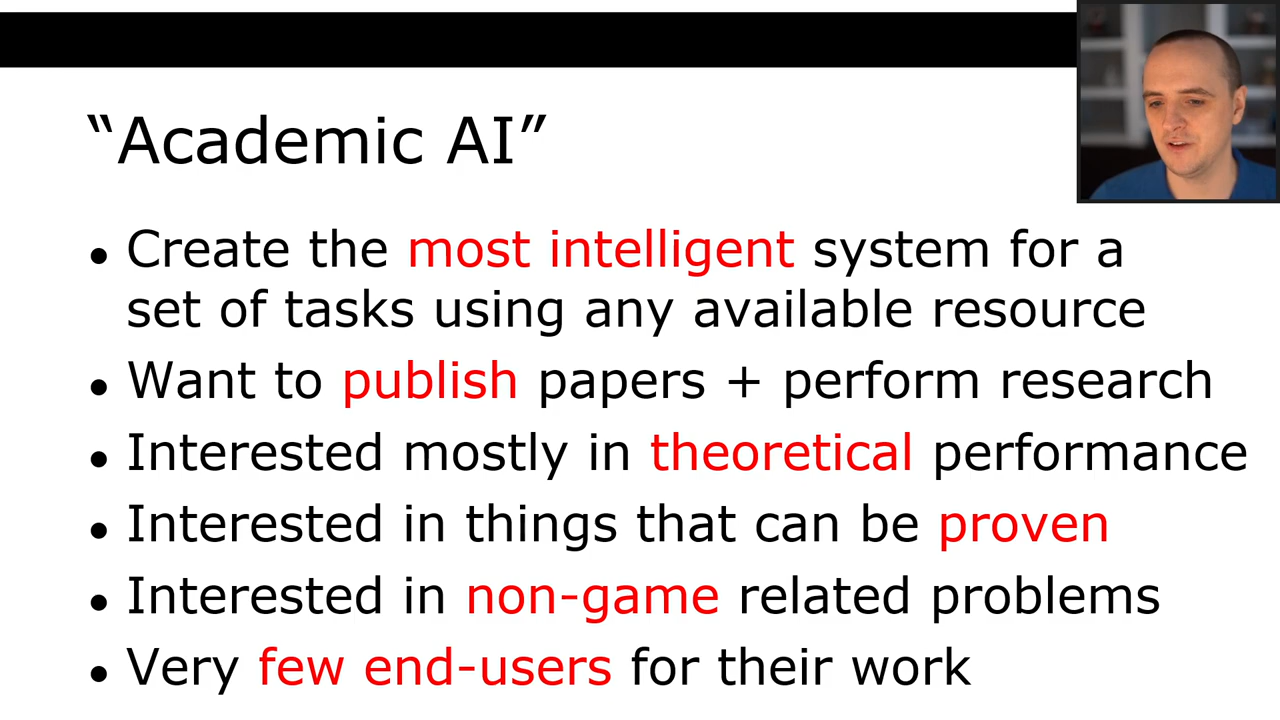 “Academic AI”
● Create the most intelligent system for a
set of tasks using any available resource
● Want to publish papers + perform research
● Interested mostly in theoretical performance
● Interested in things that can be proven
● Interested in non-game related problems
● Very few end-users for their work